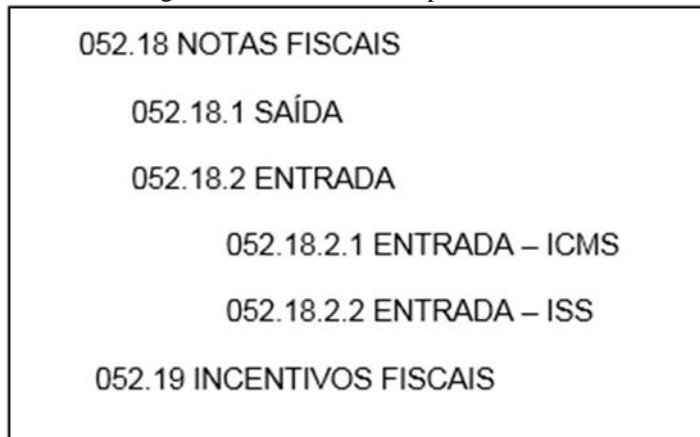 052.18 NOTAS FISCAIS
052.18.1 SAÍDA
052.18.2 ENTRADA
052.18.2.1 ENTRADA – ICMS
052.18.2.2 ENTRADA – ISS
052.19 INCENTIVOS FISCAIS